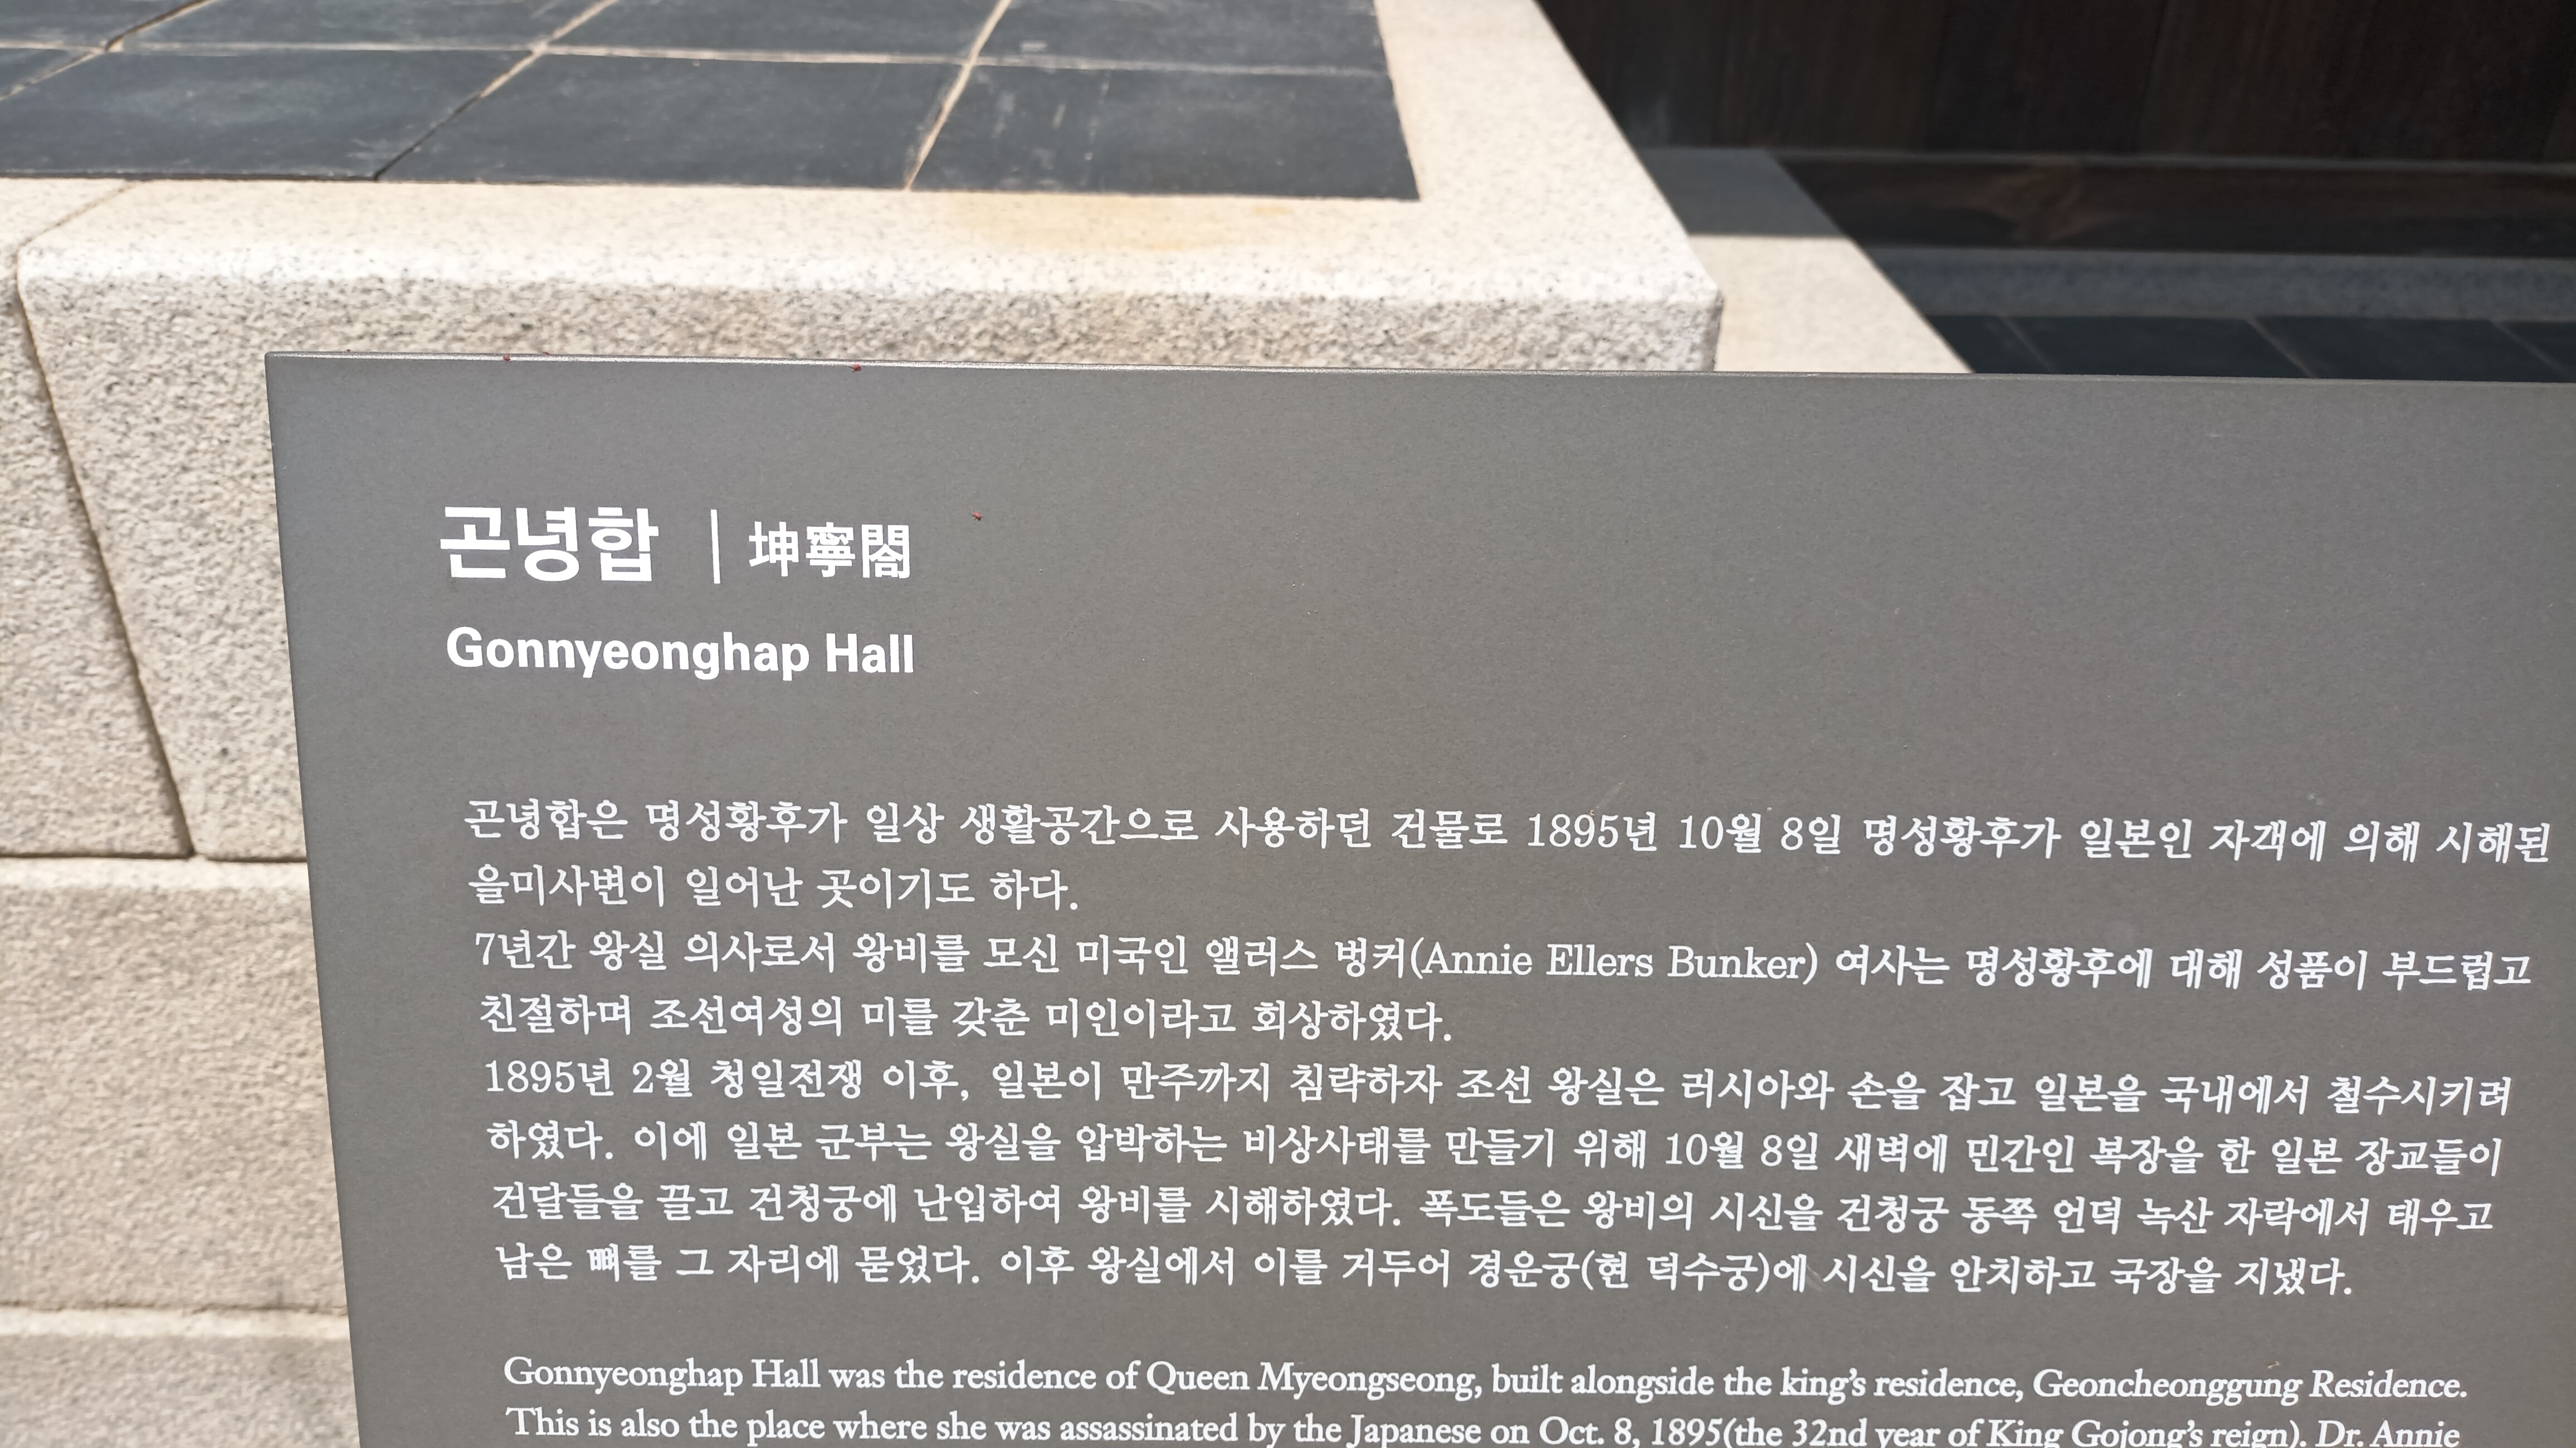 곤녕합 | 坤寧閤
Gonnyeonghap Hall
곤녕합은 명성황후가 일상 생활공간으로 사용하던 건물로 1895년 10월 8일 명성황후가 일본인 자객에 의해 시해된
을미사변이 일어난 곳이기도 하다.
7년간 왕실 의사로서 왕비를 모신 미국인 앨러스 벙커(Annie Ellers Bunker) 여사는 명성황후에 대해 성품이 부드럽고
친절하며 조선여성의 미를 갖춘 미인이라고 회상하였다.
1895년 2월 청일전쟁 이후, 일본이 만주까지 침략하자 조선 왕실은 러시아와 손을 잡고 일본을 국내에서 철수시키려
하였다. 이에 일본 군부는 왕실을 압박하는 비상사태를 만들기 위해 10월 8일 새벽에 민간인 복장을 한 일본 장교들이
건달들을 끌고 건청궁에 난입하여 왕비를 시해하였다. 폭도들은 왕비의 시신을 건청궁 동쪽 언덕 녹산 자락에서 태우고
남은 뼈를 그 자리에 묻었다. 이후 왕실에서 이를 거두어 경운궁(현 덕수궁)에 시신을 안치하고 국장을 지냈다.
Gonnyeonghap Hall was the residence of Queen Myeongseong, built alongside the king's residence, Geoncheonggung Residence.
This is also the place where she was assassinated by the Japanese on Oct. 8, 1895(the 32nd year of King Gojong's reign). Dr. Annie